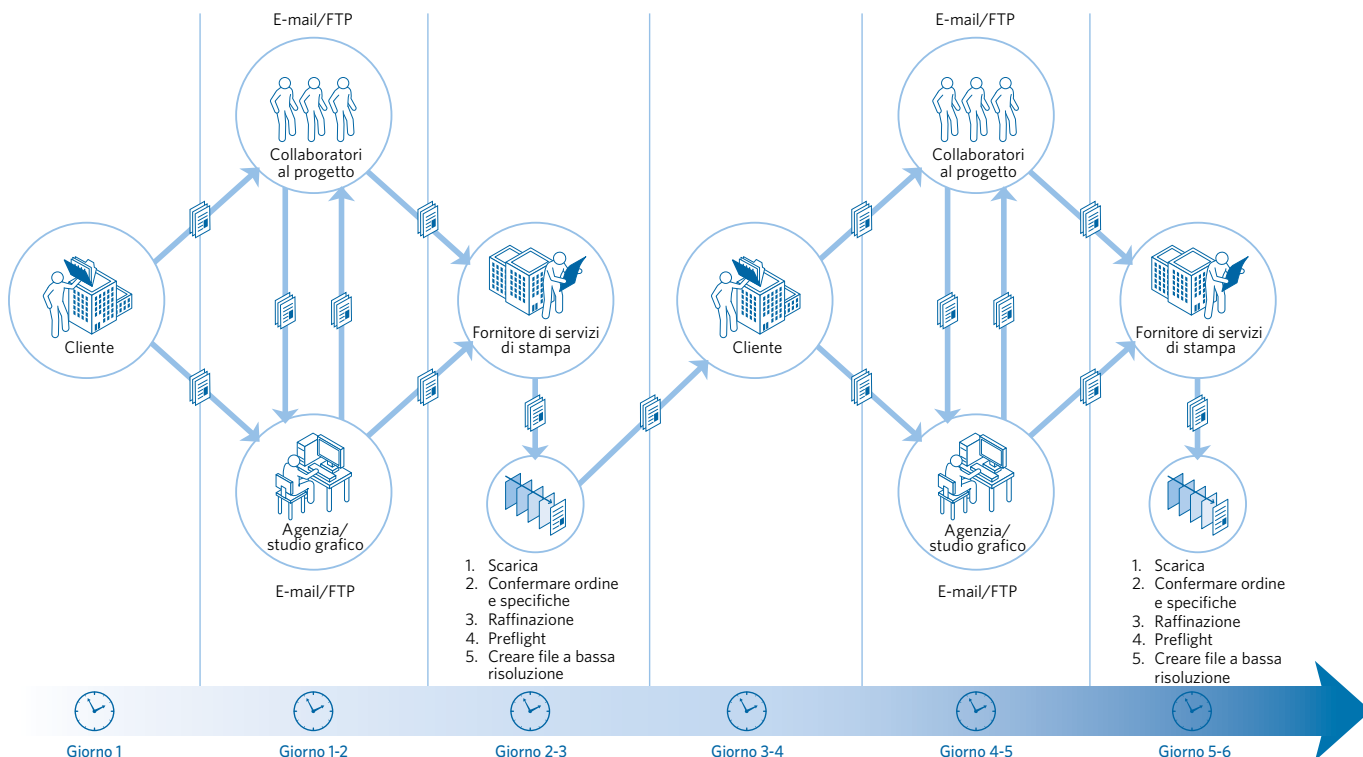 E-mail/FTP
Collaboratori
al progetto
Cliente
Fornitore di servizi
di stampa
Agenzia/
studio grafico
E-mail/FTP
1. Scarica
2. Confermare ordine
e specifiche
3. Raffinazione
4. Preflight
5. Creare file a bassa
risoluzione
E-mail/FTP
Collaboratori
al progetto
Cliente
Fornitore di servizi
di stampa
Agenzia/
studio grafico
E-mail/FTP
1. Scarica
2. Confermare ordine
e specifiche
3. Raffinazione
4. Preflight
5. Creare file a bassa
risoluzione
Giorno 1
Giorno 1-2
Giorno 2-3
Giorno 3-4
Giorno 4-5
Giorno 5-6